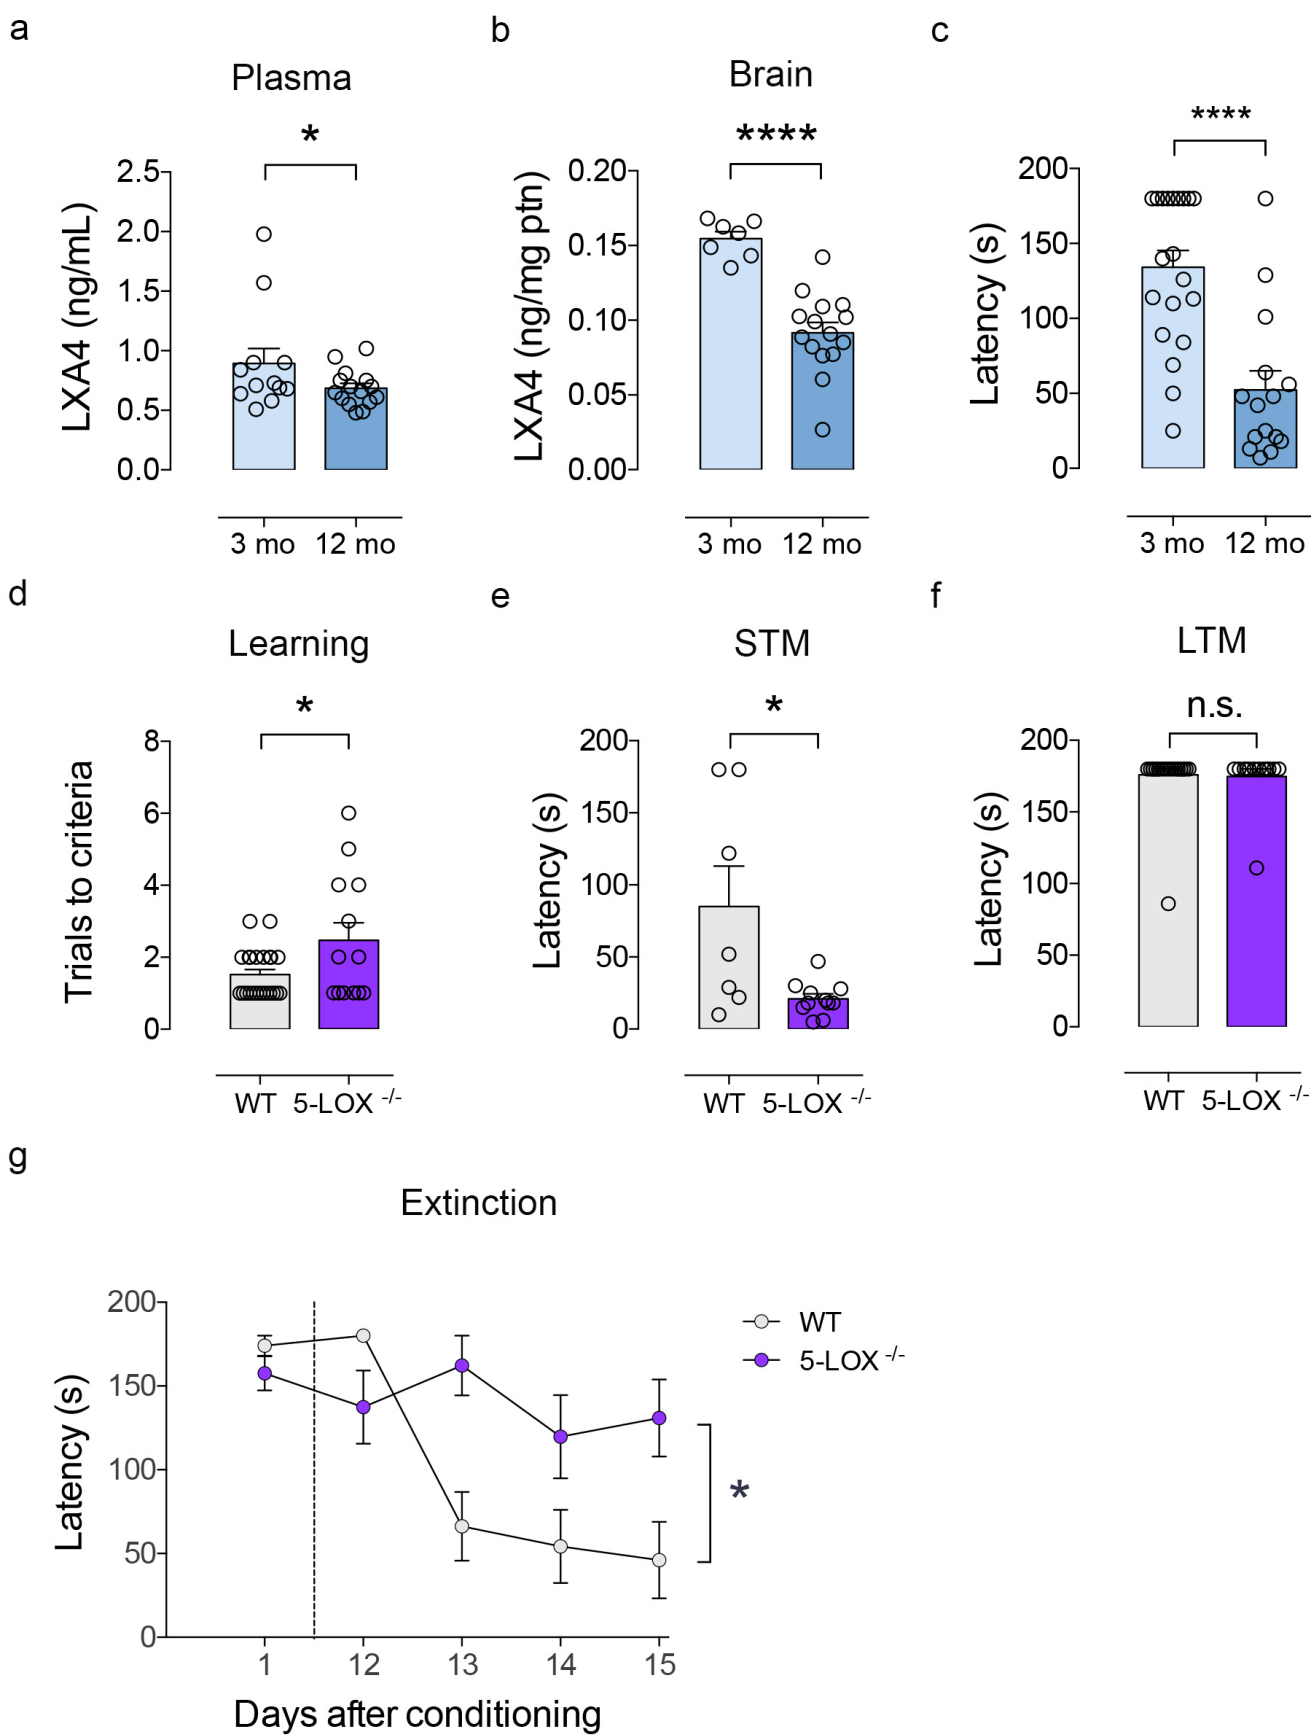 a
Plasma
*
LXA4 (ng/mL)
2.5
2.0
1.5
1.0
0.5
0.0
3 mo 12 mo
b
Brain
****
LXA4 (ng/mg ptn)
0.20
0.15
0.10
0.05
0.00
3 mo 12 mo
c
****
Latency (s)
200
150
100
50
0
3 mo 12 mo
d
Learning
*
Trials to criteria
8
6
4
2
0
WT 5-LOX -/-
e
STM
*
Latency (s)
200
150
100
50
0
WT 5-LOX -/-
f
LTM
n.s.
Latency (s)
200
150
100
50
0
WT 5-LOX -/-
g
Extinction
Latency (s)
200
150
100
50
0
1 12 13 14 15
Days after conditioning
WT
5-LOX -/-
*